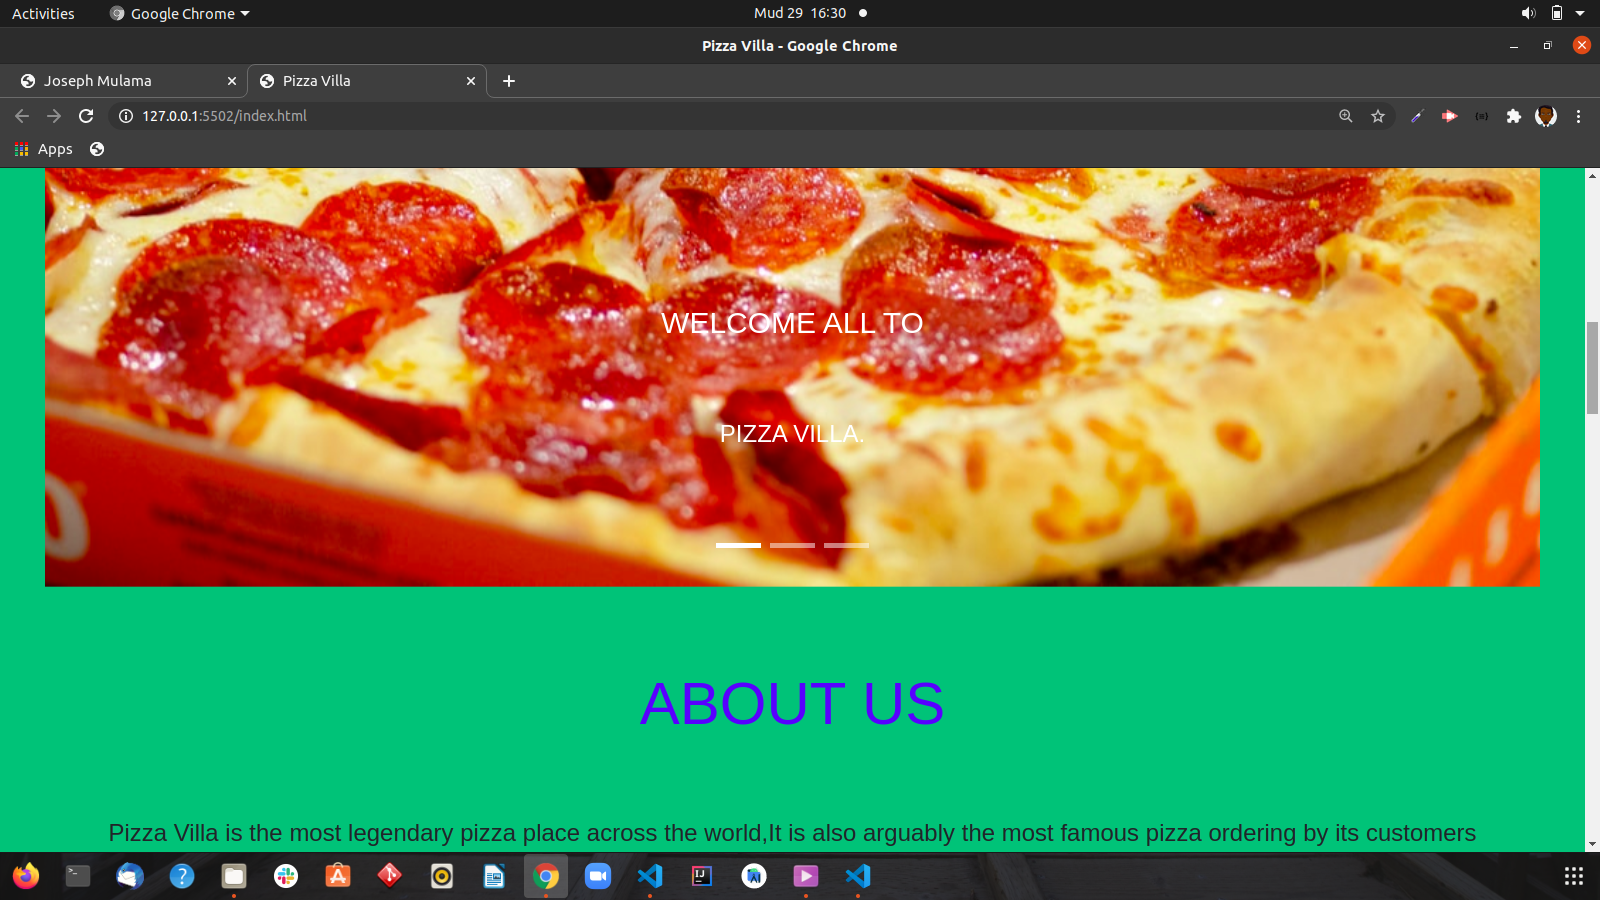 Activities
Google Chrome
Mud 29 16:30
Pizza Villa - Google Chrome
Joseph Mulama
Pizza Villa
127.0.0.1:5502/index.html
Apps
WELCOME ALL TO
PIZZA VILLA.
ABOUT US
Pizza Villa is the most legendary pizza place across the world,It is also arguably the most famous pizza ordering by its customers